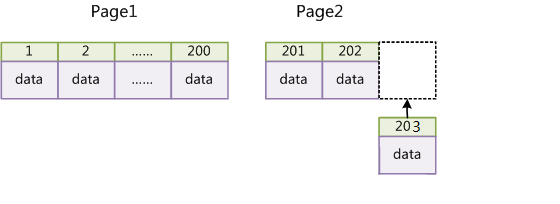 Page1 Page2
1 2 ...... 200 201 202
data data ...... data data data
203
data